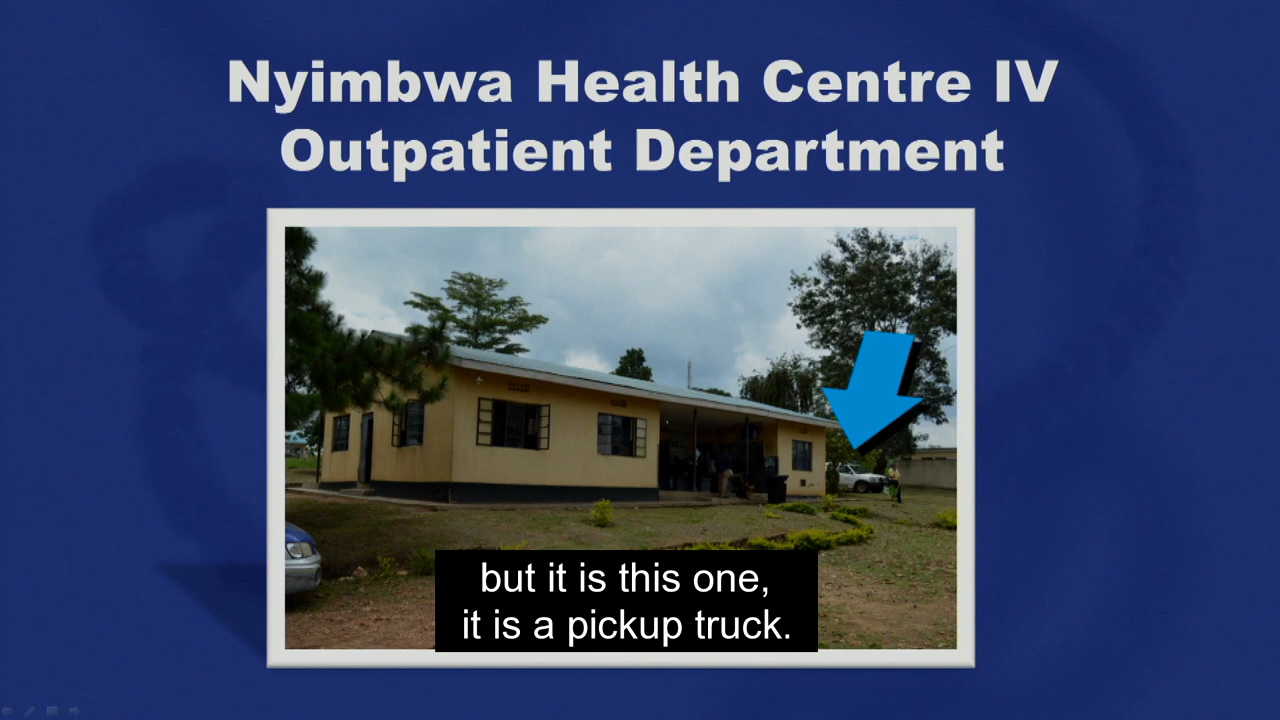 Nyimbwa Health Centre IV
Outpatient Department
but it is this one,
it is a pickup truck.